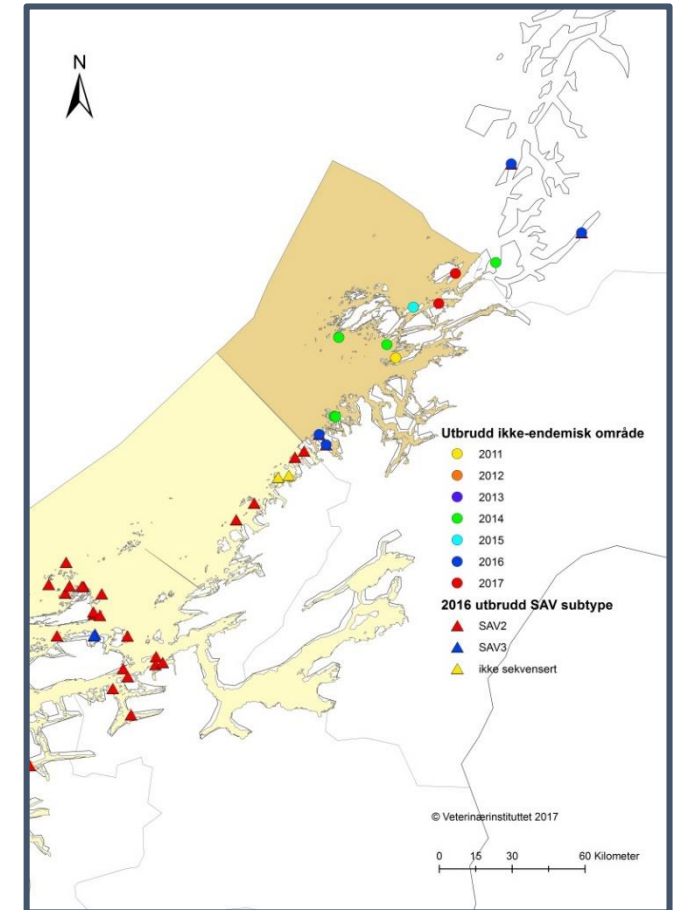 N
Utbrudd ikke-endemisk område
2011
2012
2013
2014
2015
2016
2017
2016 utbrudd SAV subtype
SAV2
SAV3
ikke sekvensert
© Veterinærinstituttet 2017
0 15 30 60 Kilometer